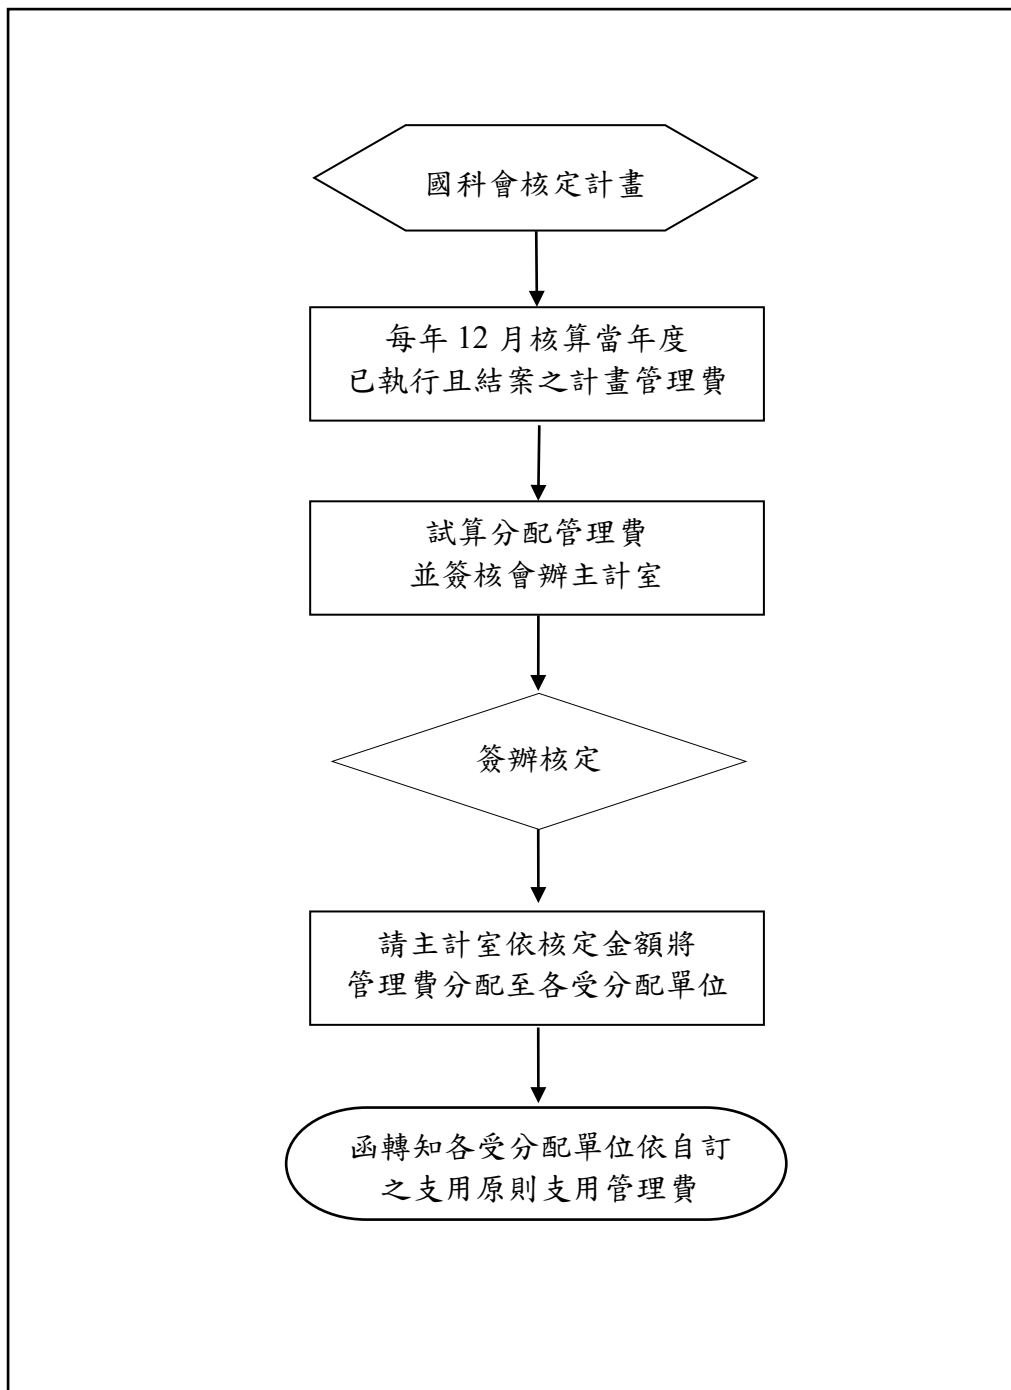 國科會核定計畫
每年 12 月核算當年度
已執行且結案之計畫管理費
試算分配管理費
並簽核會辦主計室
簽辦核定
請主計室依核定金額將
管理費分配至各受分配單位
函轉知各受分配單位依自訂
之支用原則支用管理費